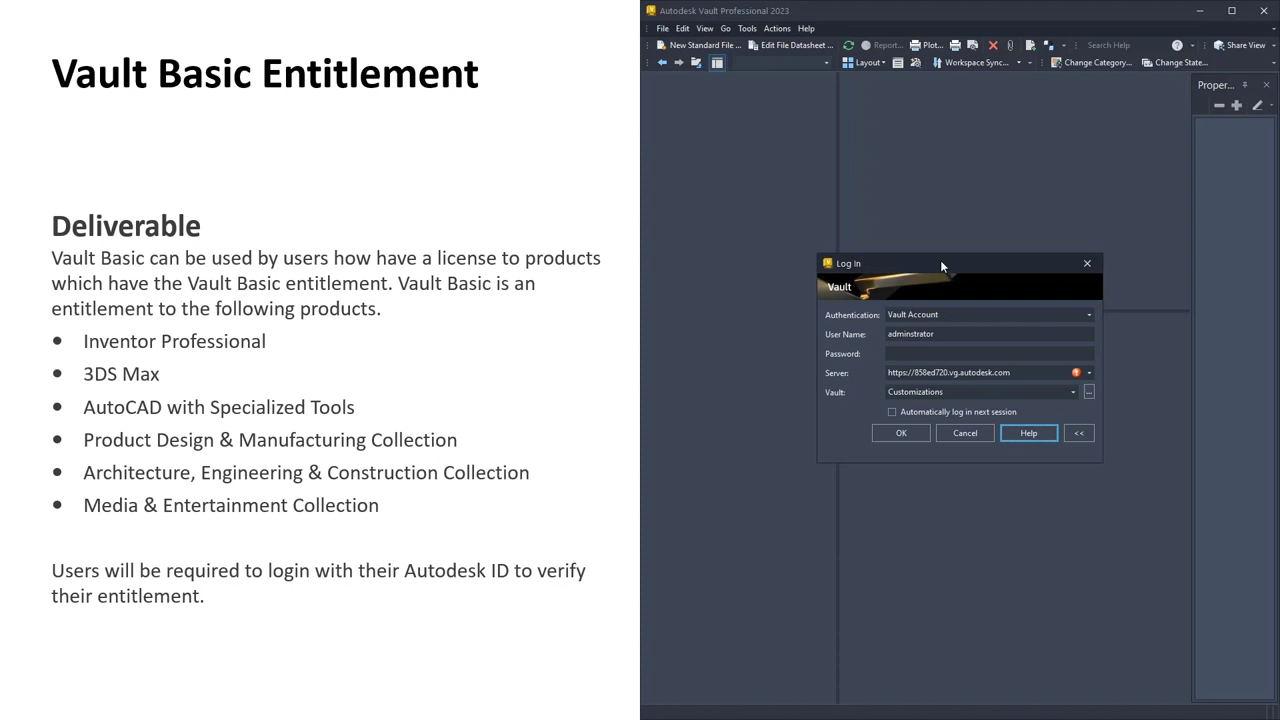 Vault Basic Entitlement
Deliverable
Vault Basic can be used by users how have a license to products
which have the Vault Basic entitlement. Vault Basic is an
entitlement to the following products.
• Inventor Professional
• 3DS Max
• AutoCAD with Specialized Tools
• Product Design & Manufacturing Collection
• Architecture, Engineering & Construction Collection
• Media & Entertainment Collection
Users will be required to login with their Autodesk ID to verify
their entitlement.
Autodesk Vault Professional 2023
File Edit View Go Tools Actions Help
New Standard File ... Edit File Datasheet ... Report... Plot... Search Help Share View
Layout Workspace Sync... Change Category... Change State...
Proper...
Log In
Vault
Authentication: Vault Account
User Name: adminstrator
Password:
Server: https://858ed720.vg.autodesk.com
Vault: Customizations ...
Automatically log in next session
OK Cancel Help <<